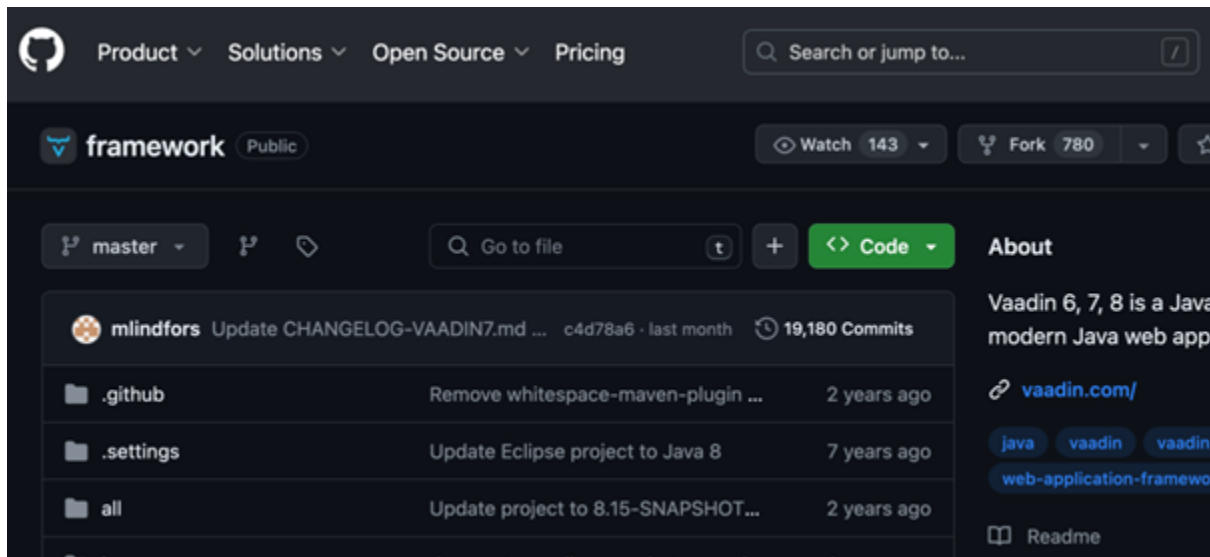 Product Solutions Open Source Pricing Search or jump to... /
framework Public Watch 143 Fork 780
master Go to file t + <> Code About
Vaadin 6, 7, 8 is a Java
mlindfors Update CHANGELOG-VAADIN7.md ... c4d78a6 · last month 19,180 Commits
modern Java web app
.github Remove whitespace-maven-plugin ... 2 years ago
vaadin.com/
.settings Update Eclipse project to Java 8 7 years ago
java vaadin vaadin
web-application-framewo
all Update project to 8.15-SNAPSHOT... 2 years ago
Readme